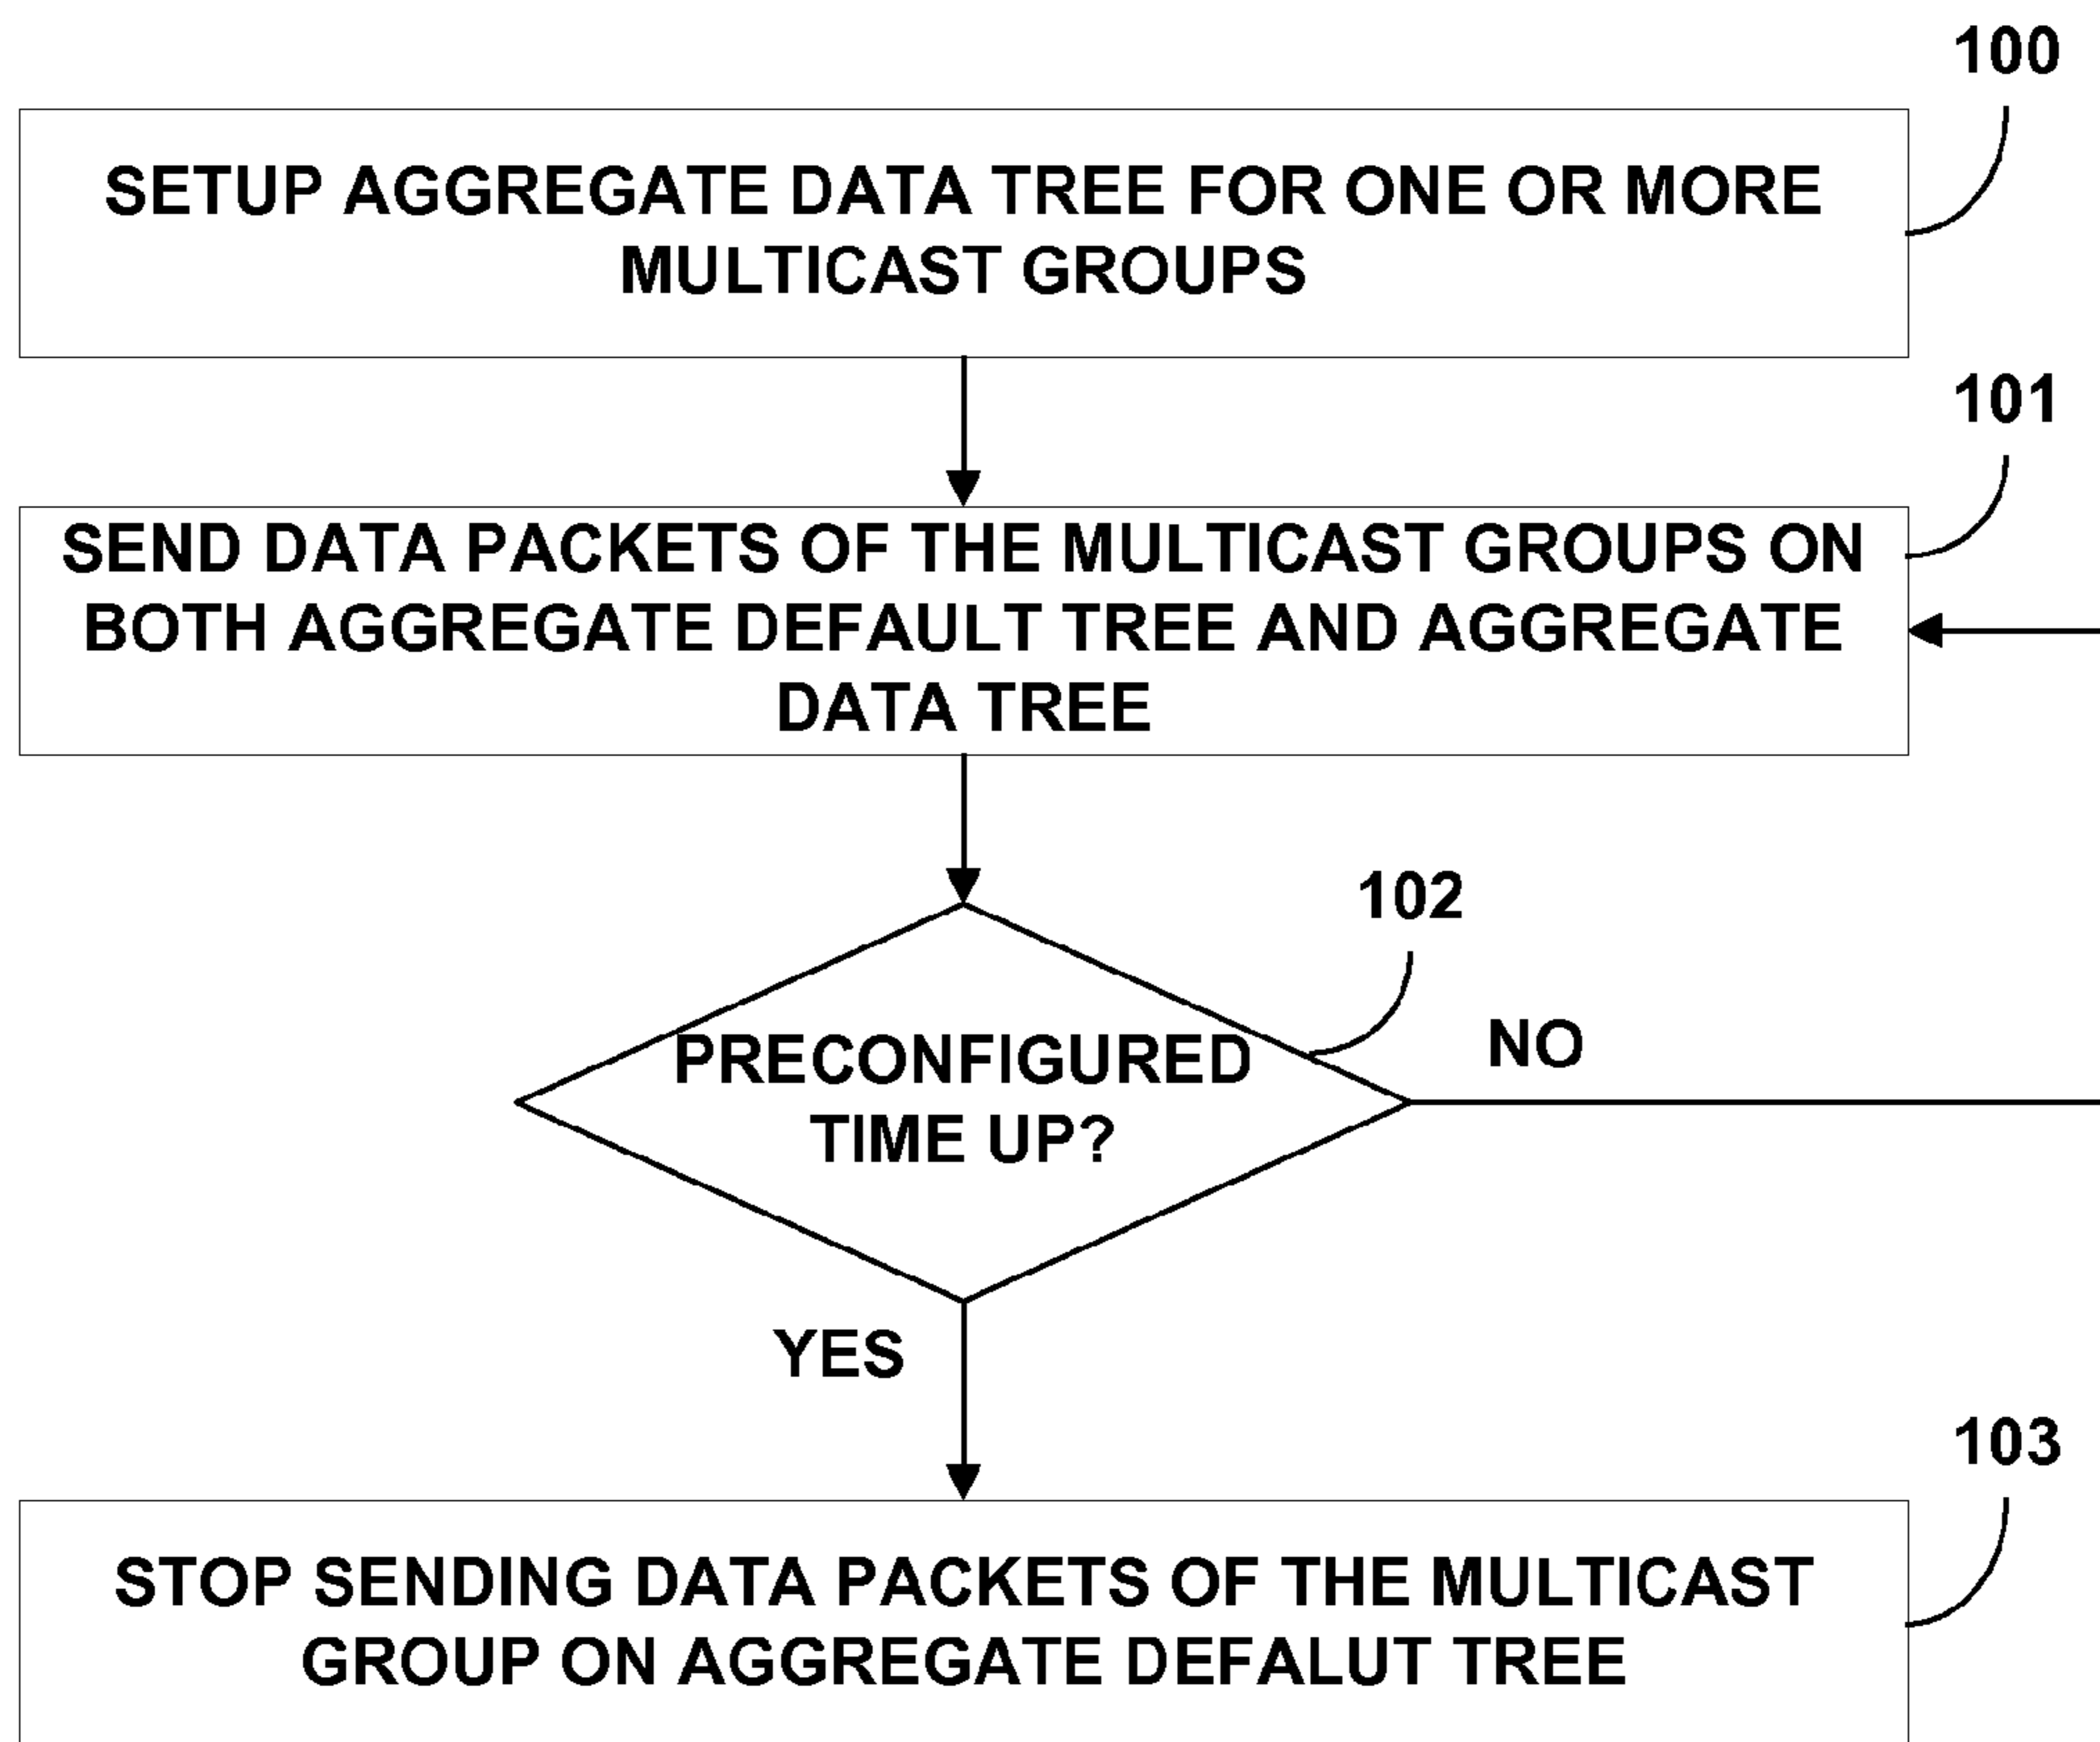 100
SETUP AGGREGATE DATA TREE FOR ONE OR MORE
MULTICAST GROUPS
101
SEND DATA PACKETS OF THE MULTICAST GROUPS ON
BOTH AGGREGATE DEFAULT TREE AND AGGREGATE
DATA TREE
102
PRECONFIGURED
TIME UP?
NO
YES
103
STOP SENDING DATA PACKETS OF THE MULTICAST
GROUP ON AGGREGATE DEFALUT TREE